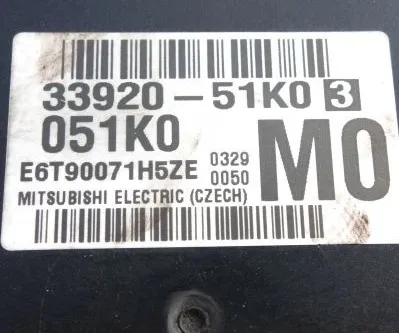 33920-51K0 3
051K0
M0
E6T90071H5ZE 0329
0050
MITSUBISHI ELECTRIC (CZECH)